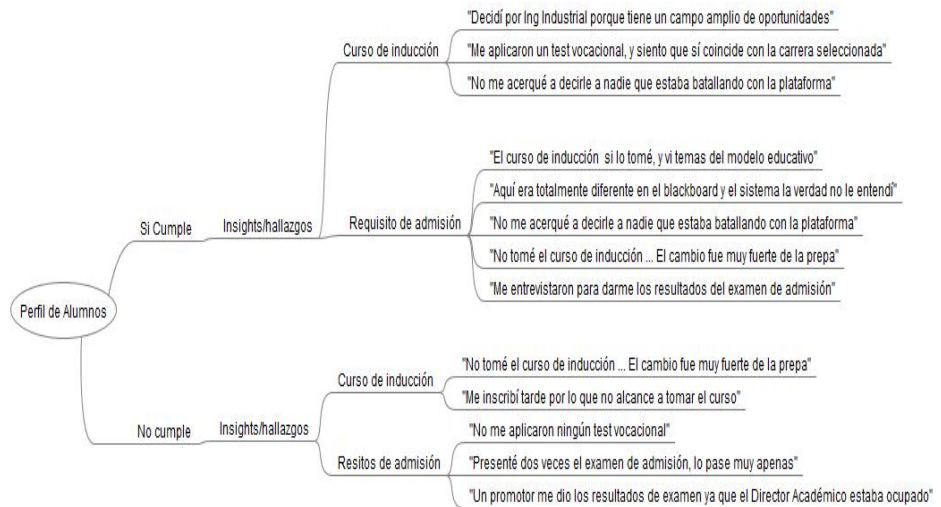 "Decidí por Ing Industrial porque tiene un campo amplio de oportunidades"
Curso de inducción
"Me aplicaron un test vocacional, y siento que sí coincide con la carrera seleccionada"
"No me acerqué a decirle a nadie que estaba batallando con la plataforma"
"El curso de inducción si lo tomé, y vi temas del modelo educativo"
"Aquí era totalmente diferente en el blackboard y el sistema la verdad no le entendí"
Si Cumple
Insights/hallazgos
Requisito de admisión
"No me acerqué a decirle a nadie que estaba batallando con la plataforma"
"No tomé el curso de inducción ... El cambio fue muy fuerte de la prepa"
"Me entrevistaron para darme los resultados del examen de admisión"
Perfil de Alumnos
"No tomé el curso de inducción ... El cambio fue muy fuerte de la prepa"
Curso de inducción
"Me inscribí tarde por lo que no alcance a tomar el curso"
No cumple
Insights/hallazgos
"No me aplicaron ningún test vocacional"
Resitos de admisión
"Presenté dos veces el examen de admisión, lo pase muy apenas"
"Un promotor me dio los resultados de examen ya que el Director Académico estaba ocupado"